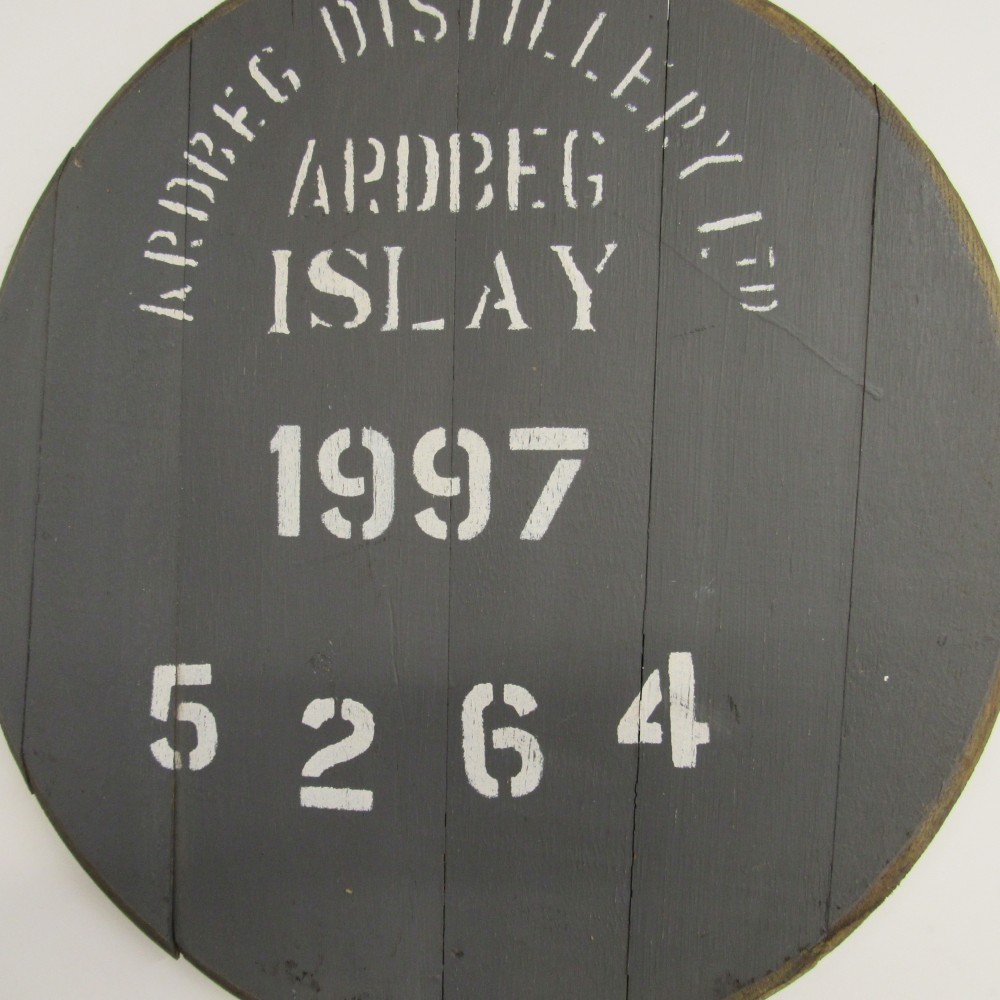 ARDBEG DISTILLERY LTD
ARDBEG
ISLAY
1997
5 2 6 4